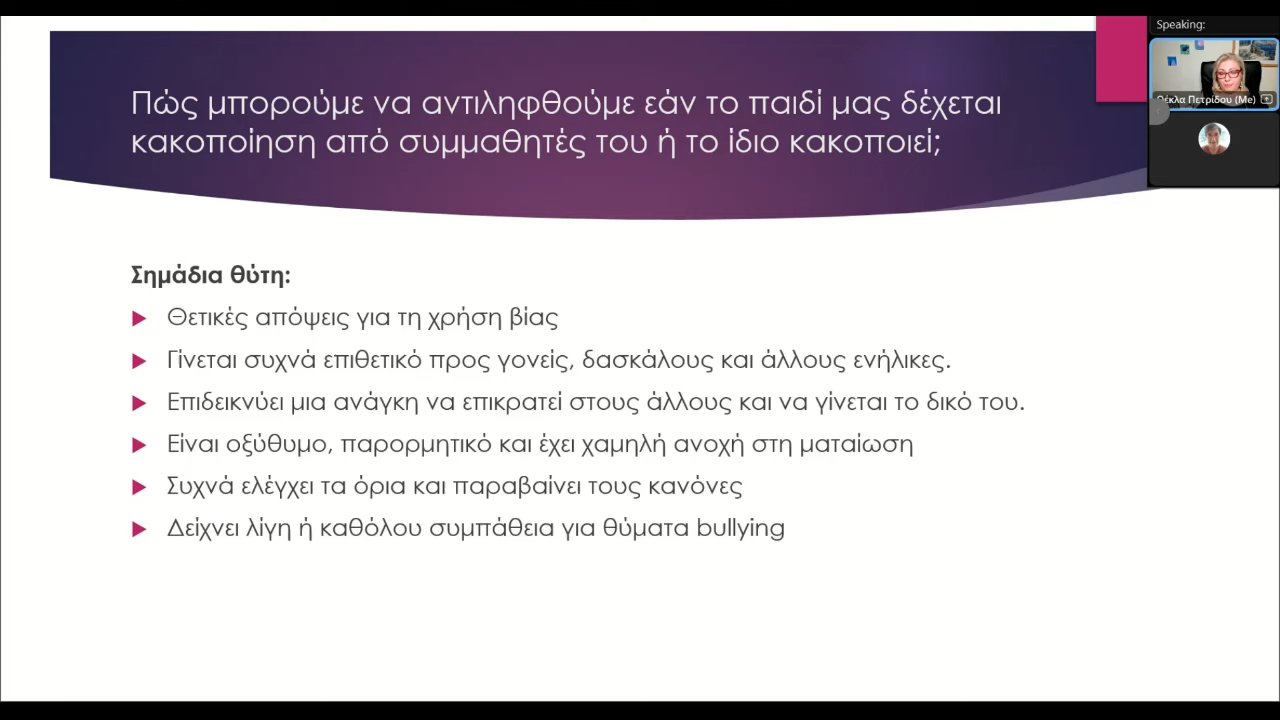 Speaking:
Θέκλα Πετρίδου (Me)
Πώς μπορούμε να αντιληφθούμε εάν το παιδί μας δέχεται
κακοποίηση από συμμαθητές του ή το ίδιο κακοποιεί;
Σημάδια θύτη:
Θετικές απόψεις για τη χρήση βίας
Γίνεται συχνά επιθετικό προς γονείς, δασκάλους και άλλους ενήλικες.
Επιδεικνύει μια ανάγκη να επικρατεί στους άλλους και να γίνεται το δικό του.
Είναι οξύθυμο, παρορμητικό και έχει χαμηλή ανοχή στη ματαίωση
Συχνά ελέγχει τα όρια και παραβαίνει τους κανόνες
Δείχνει λίγη ή καθόλου συμπάθεια για θύματα bullying